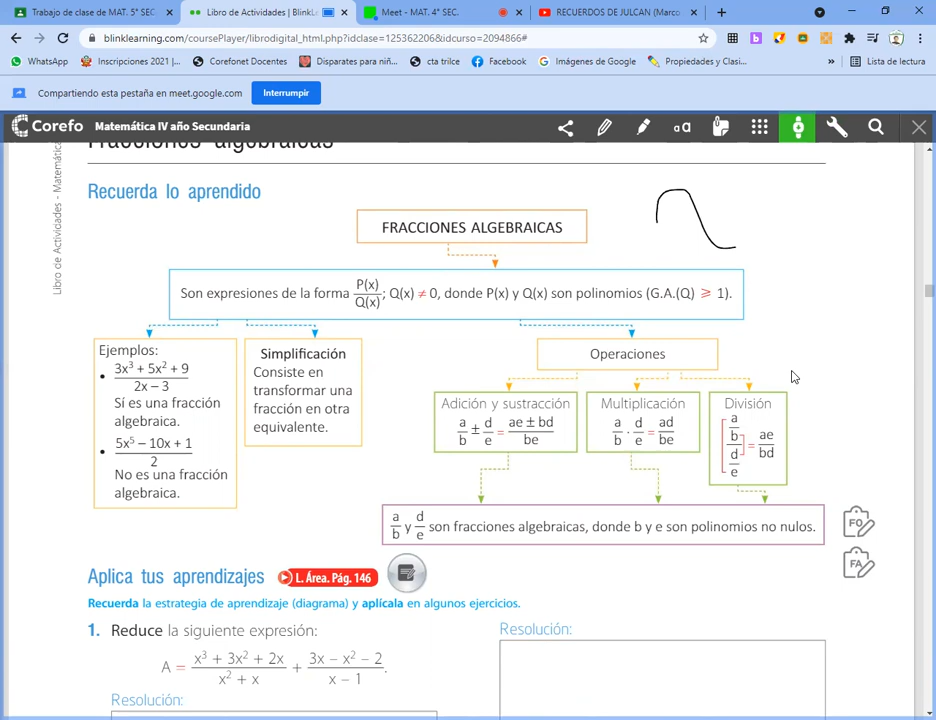 Trabajo de clase de MAT. 5° SEC
Libro de Actividades | BlinkLe
Meet - MAT. 4° SEC.
RECUERDOS DE JULCAN (Marco
blinklearning.com/coursePlayer/librodigital_html.php?idclase=125362206&idcurso=2094866#
WhatsApp
Inscripciones 2021 |...
Corefonet Docentes
Disparates para niñ...
cta trilce
Facebook
Imágenes de Google
Propiedades y Clasi...
»
Lista de lectura
Compartiendo esta pestaña en meet.google.com
Interrumpir
Corefo
Matemática IV año Secundaria
aa
Fracciones algebraicas
Libro de Actividades - Matemática
Recuerda lo aprendido
FRACCIONES ALGEBRAICAS
Son expresiones de la forma P(x)/Q(x); Q(x) ≠ 0, donde P(x) y Q(x) son polinomios (G.A.(Q) ⩾ 1).
Ejemplos:
• (3x³ + 5x² + 9)/(2x − 3)
Sí es una fracción
algebraica.
• (5x⁵ − 10x + 1)/2
No es una fracción
algebraica.
Simplificación
Consiste en
transformar una
fracción en otra
equivalente.
Operaciones
Adición y sustracción
a/b ± d/e = (ae ± bd)/be
Multiplicación
a/b · d/e = ad/be
División
[(a/b)/(d/e)] = ae/bd
a/b y d/e son fracciones algebraicas, donde b y e son polinomios no nulos.
FO
FA
Aplica tus aprendizajes
L. Área. Pág. 146
Recuerda la estrategia de aprendizaje (diagrama) y aplícala en algunos ejercicios.
1. Reduce la siguiente expresión:
A = (x³ + 3x² + 2x)/(x² + x) + (3x − x² − 2)/(x − 1).
Resolución:
Resolución: